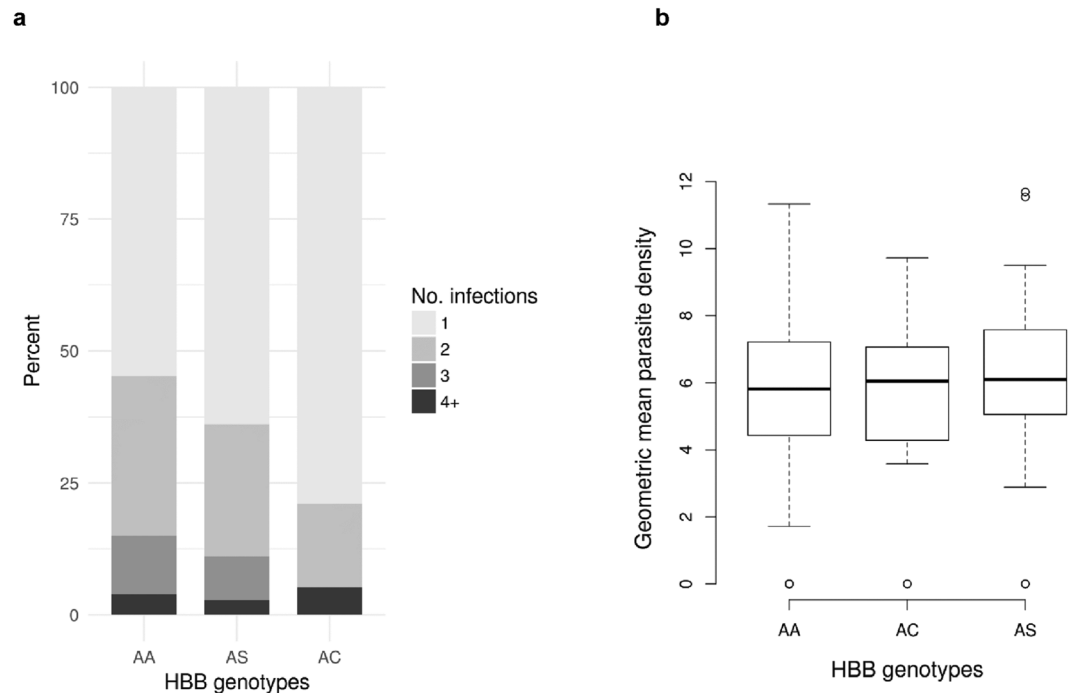 a
100
75
50
25
0
Percent
AA AS AC
HBB genotypes
No. infections
1
2
3
4+
b
12
10
8
6
4
2
0
Geometric mean parasite density
AA AC AS
HBB genotypes